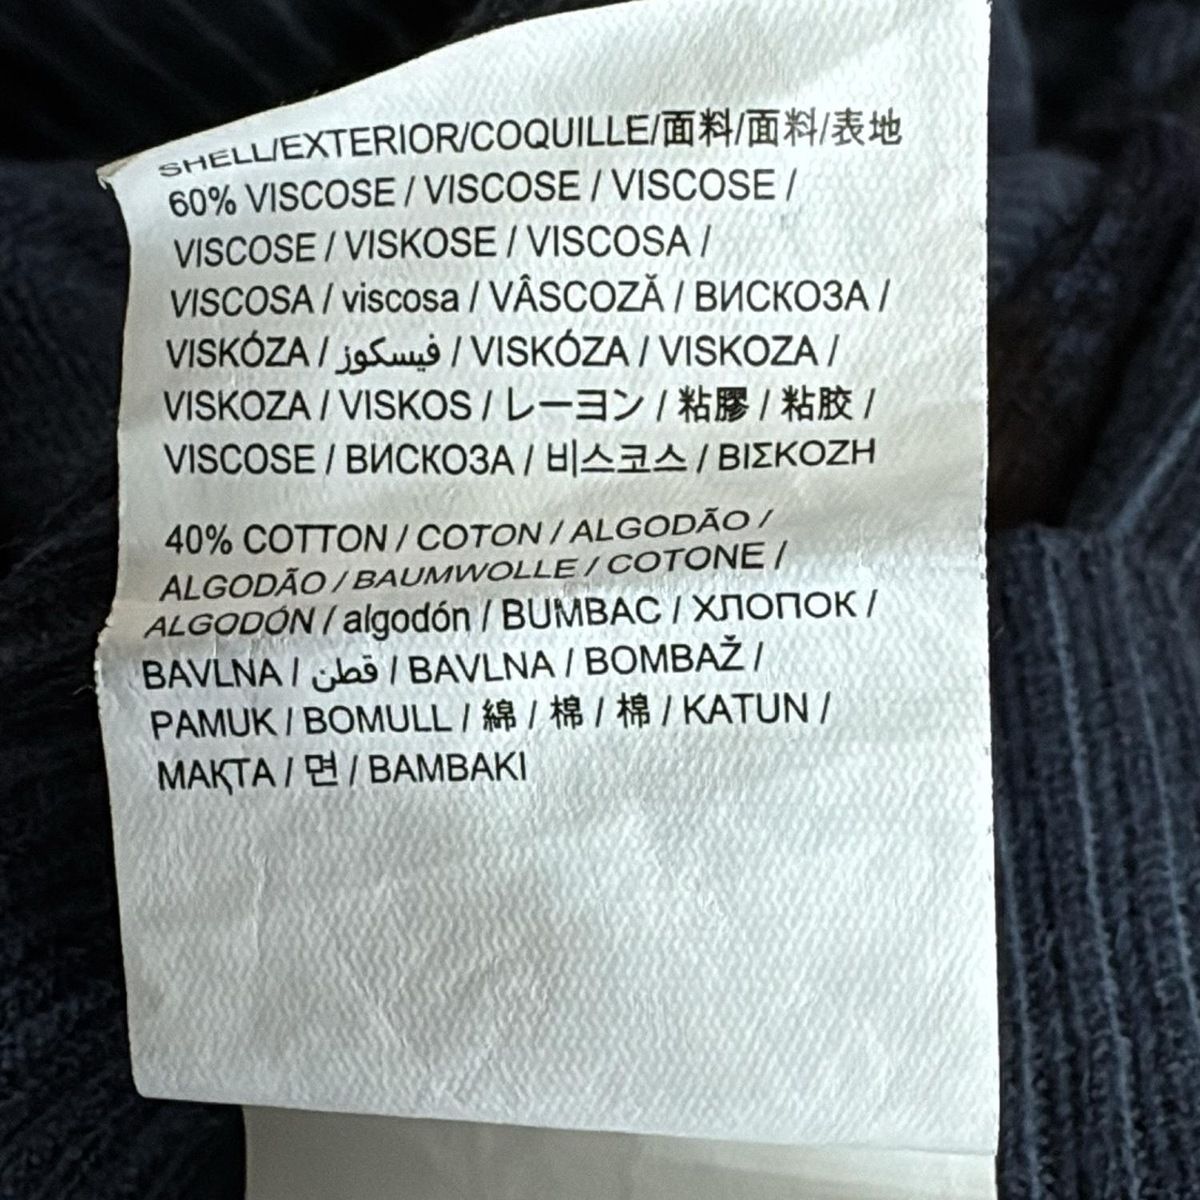 SHELL/EXTERIOR/COQUILLE/面料/面料/表地
60% VISCOSE / VISCOSE / VISCOSE /
VISCOSE / VISKOSE / VISCOSA /
VISCOSA / viscosa / VÂSCOZĂ / ВИСКОЗА /
VISKÓZA / فيسكوز / VISKÓZA / VISKOZA /
VISKOZA / VISKOS / レーヨン / 粘膠 / 粘胶 /
VISCOSE / ВИСКОЗА / 비스코스 / ΒΙΣΚΟΖΗ
40% COTTON / COTON / ALGODÃO /
ALGODÃO / BAUMWOLLE / COTONE /
ALGODÓN / algodón / BUMBAC / ХЛОПОК /
BAVLNA / قطن / BAVLNA / BOMBAŽ /
PAMUK / BOMULL / 綿 / 棉 / 棉 / KATUN /
МАҚТА / 면 / BAMBAKI